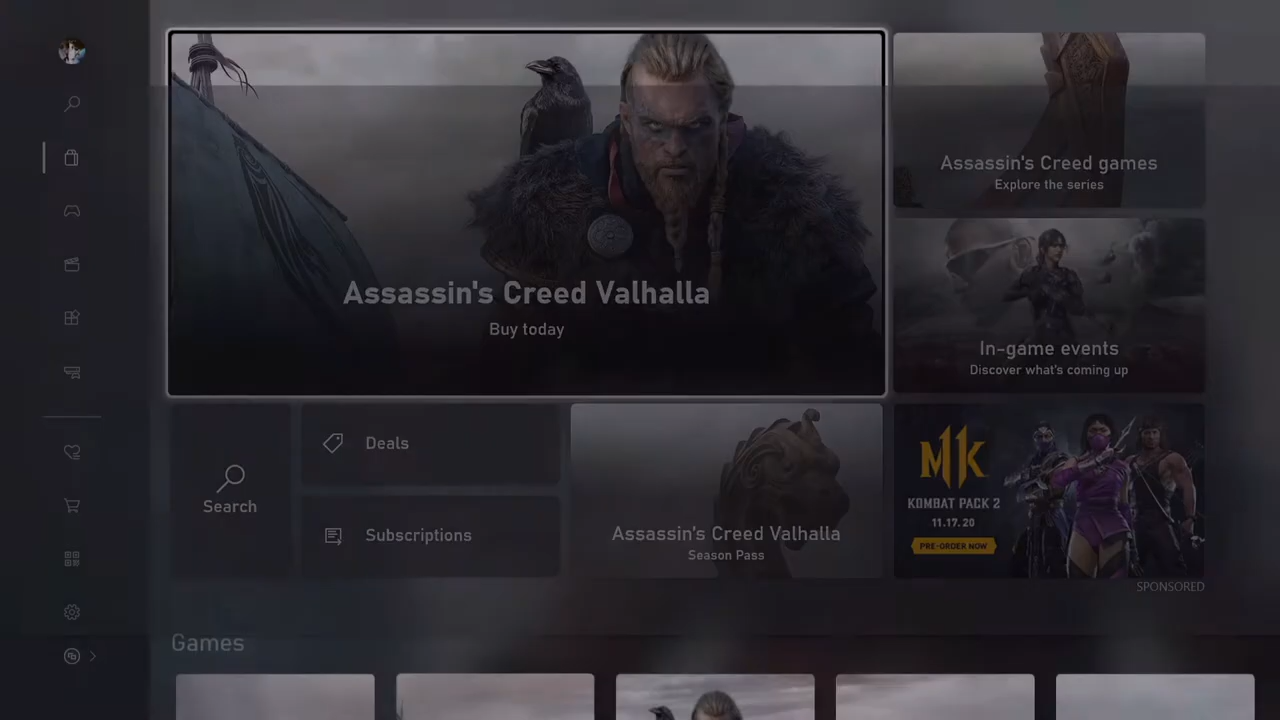 Assassin's Creed Valhalla
Buy today
Assassin's Creed games
Explore the series
In-game events
Discover what's coming up
Search
Deals
Subscriptions
Assassin's Creed Valhalla
Season Pass
MK
KOMBAT PACK 2
11.17.20
PRE-ORDER NOW
SPONSORED
Games